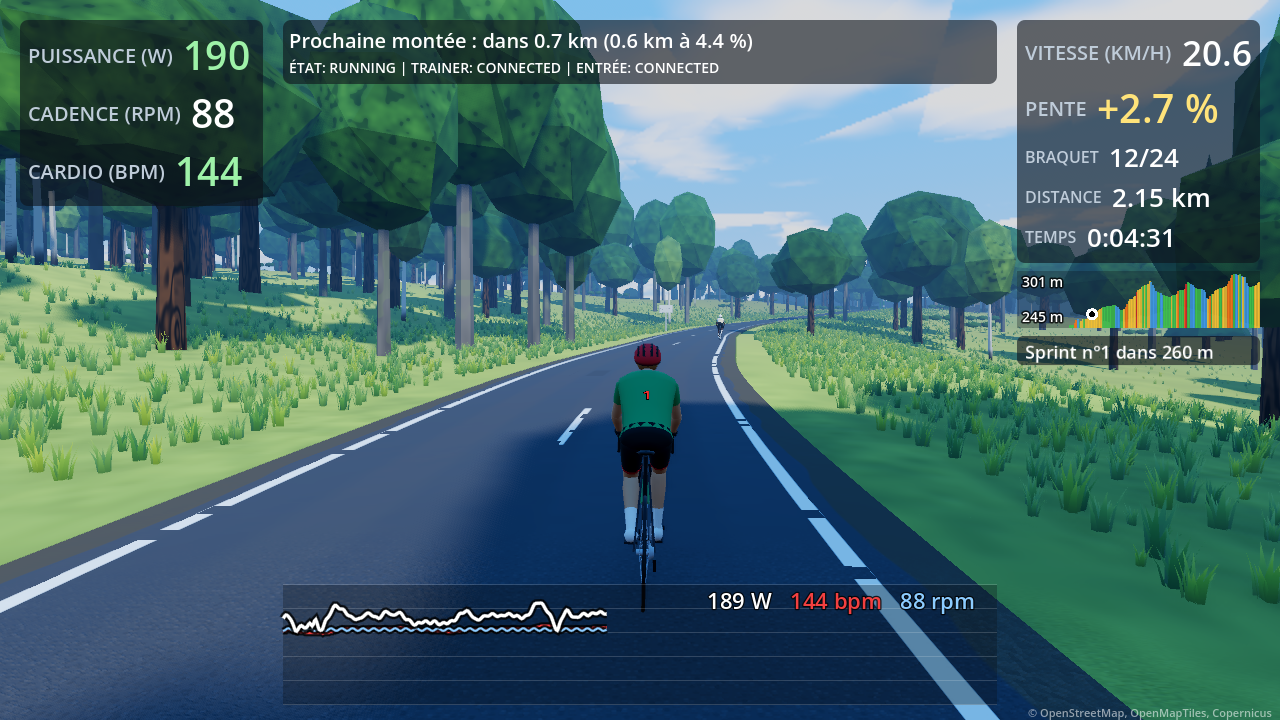 PUISSANCE (W) 190
CADENCE (RPM) 88
CARDIO (BPM) 144
Prochaine montée : dans 0.7 km (0.6 km à 4.4 %)
ÉTAT: RUNNING | TRAINER: CONNECTED | ENTRÉE: CONNECTED
VITESSE (KM/H) 20.6
PENTE +2.7 %
BRAQUET 12/24
DISTANCE 2.15 km
TEMPS 0:04:31
301 m
245 m
Sprint n°1 dans 260 m
1
189 W 144 bpm 88 rpm
© OpenStreetMap, OpenMapTiles, Copernicus